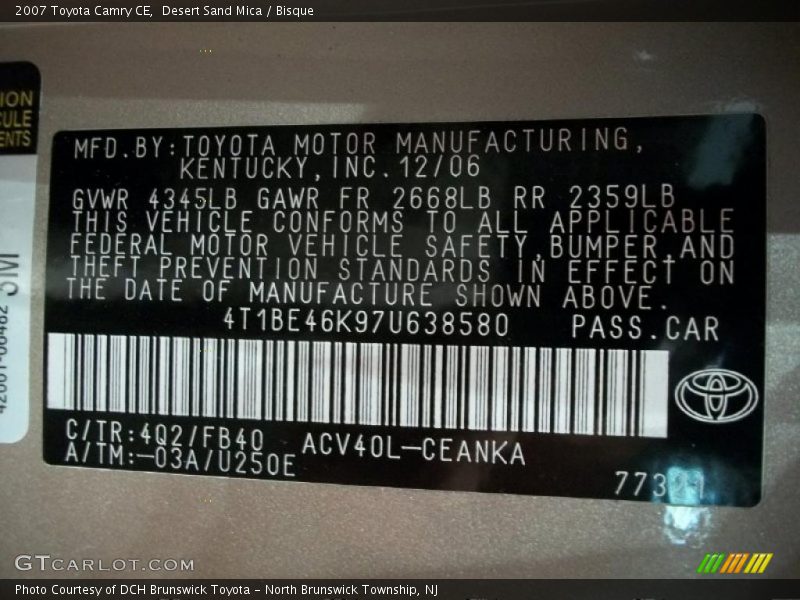 2007 Toyota Camry CE,  Desert Sand Mica / Bisque
ION
CULE
ENTS
MFD.BY:TOYOTA MOTOR MANUFACTURING,
KENTUCKY,INC.12/06
GVWR 4345LB GAWR FR 2668LB RR 2359LB
THIS VEHICLE CONFORMS TO ALL APPLICABLE
FEDERAL MOTOR VEHICLE SAFETY,BUMPER,AND
THEFT PREVENTION STANDARDS IN EFFECT ON
THE DATE OF MANUFACTURE SHOWN ABOVE.
4T1BE46K97U638580 PASS.CAR
C/TR:4Q2/FB40 ACV40L-CEANKA
A/TM:-03A/U250E
GTCARLOT.COM
Photo Courtesy of DCH Brunswick Toyota – North Brunswick Township, NJ